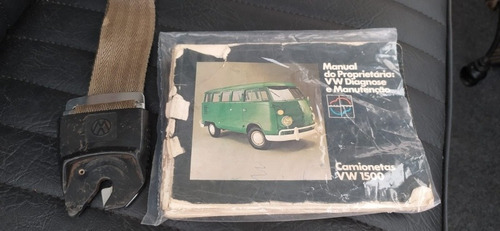 Manual
do Proprietário:
VW Diagnose
e Manutenção
Camionetas
VW 1500